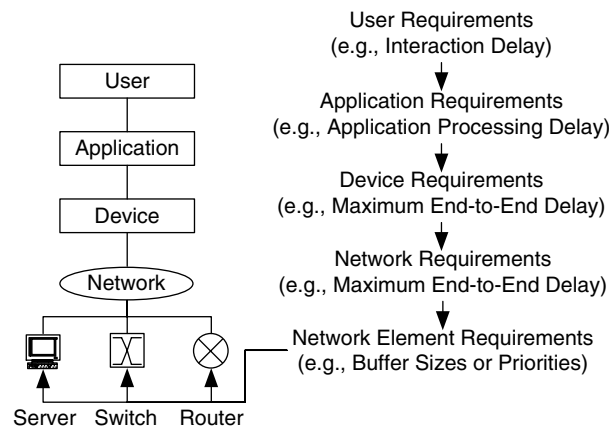 User
Application
Device
Network
Server Switch Router
User Requirements
(e.g., Interaction Delay)
Application Requirements
(e.g., Application Processing Delay)
Device Requirements
(e.g., Maximum End-to-End Delay)
Network Requirements
(e.g., Maximum End-to-End Delay)
Network Element Requirements
(e.g., Buffer Sizes or Priorities)